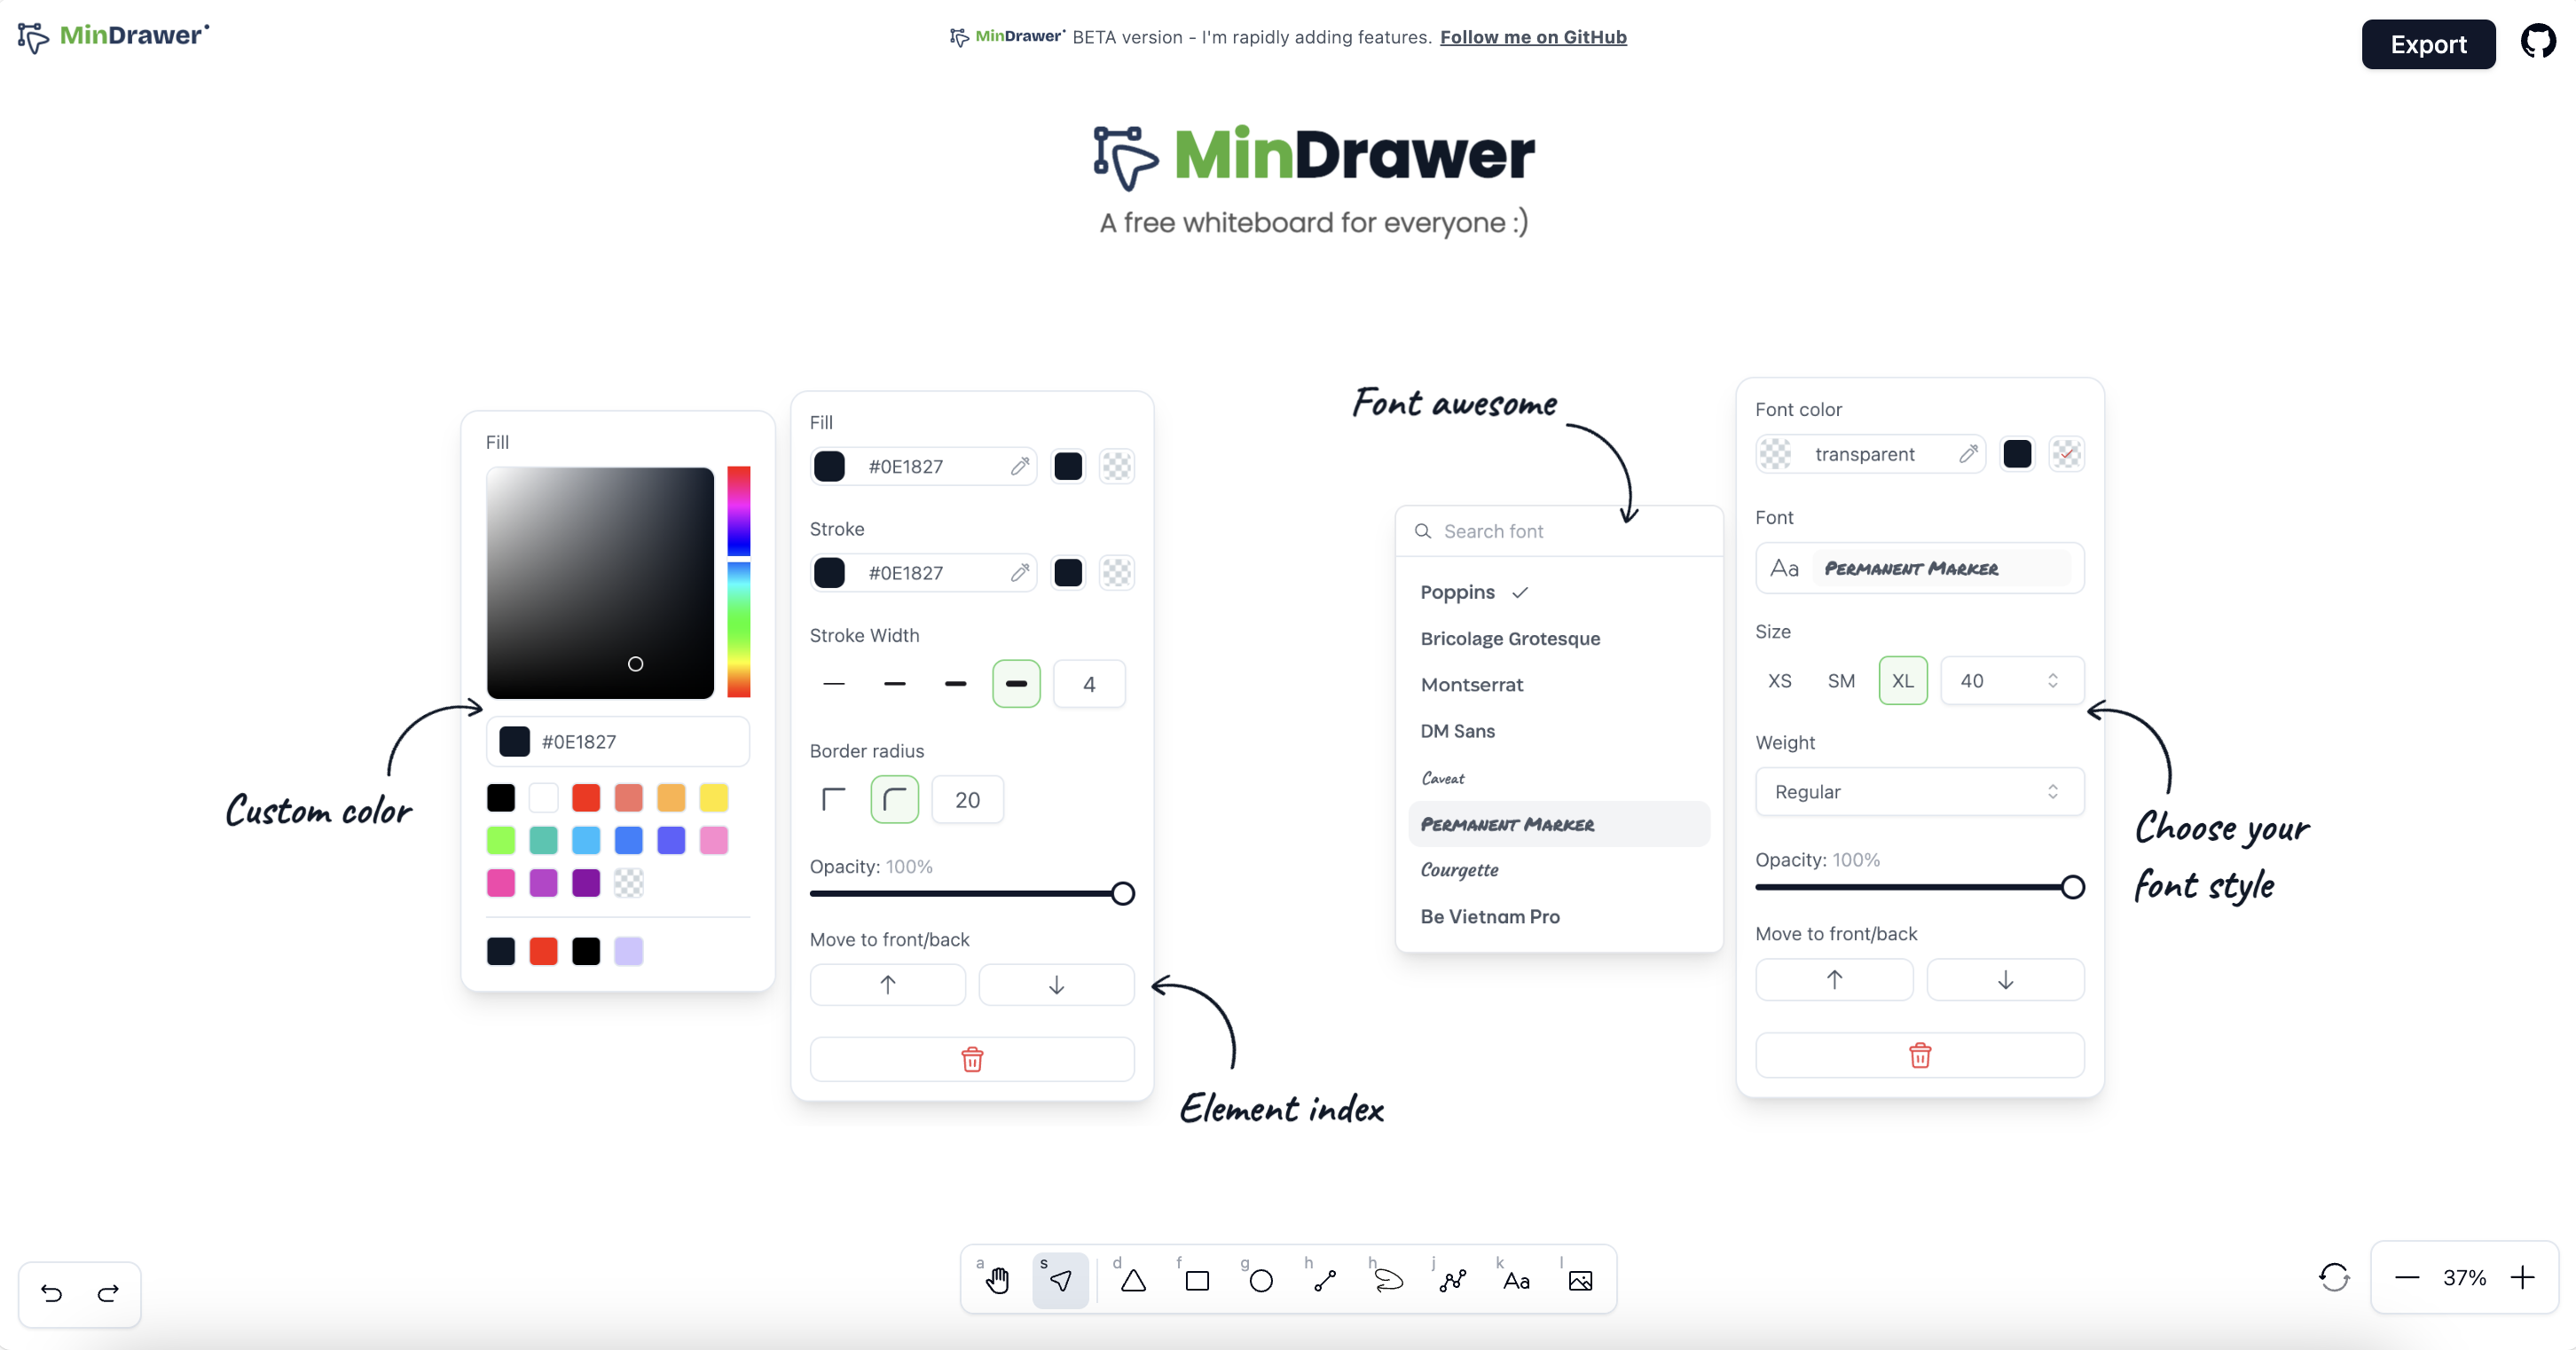 MinDrawer
MinDrawer BETA version - I'm rapidly adding features. Follow me on GitHub
Export
MinDrawer
A free whiteboard for everyone :)
Fill
#0E1827
Custom color
Fill
#0E1827
Stroke
#0E1827
Stroke Width
4
Border radius
20
Opacity: 100%
Move to front/back
Element index
Font awesome
Search font
Poppins
Bricolage Grotesque
Montserrat
DM Sans
Caveat
Permanent Marker
Courgette
Be Vietnam Pro
Font color
transparent
Font
Aa Permanent Marker
Size
XS SM XL 40
Weight
Regular
Opacity: 100%
Move to front/back
Choose your
font style
a s d f g h h j k l
Aa
37%